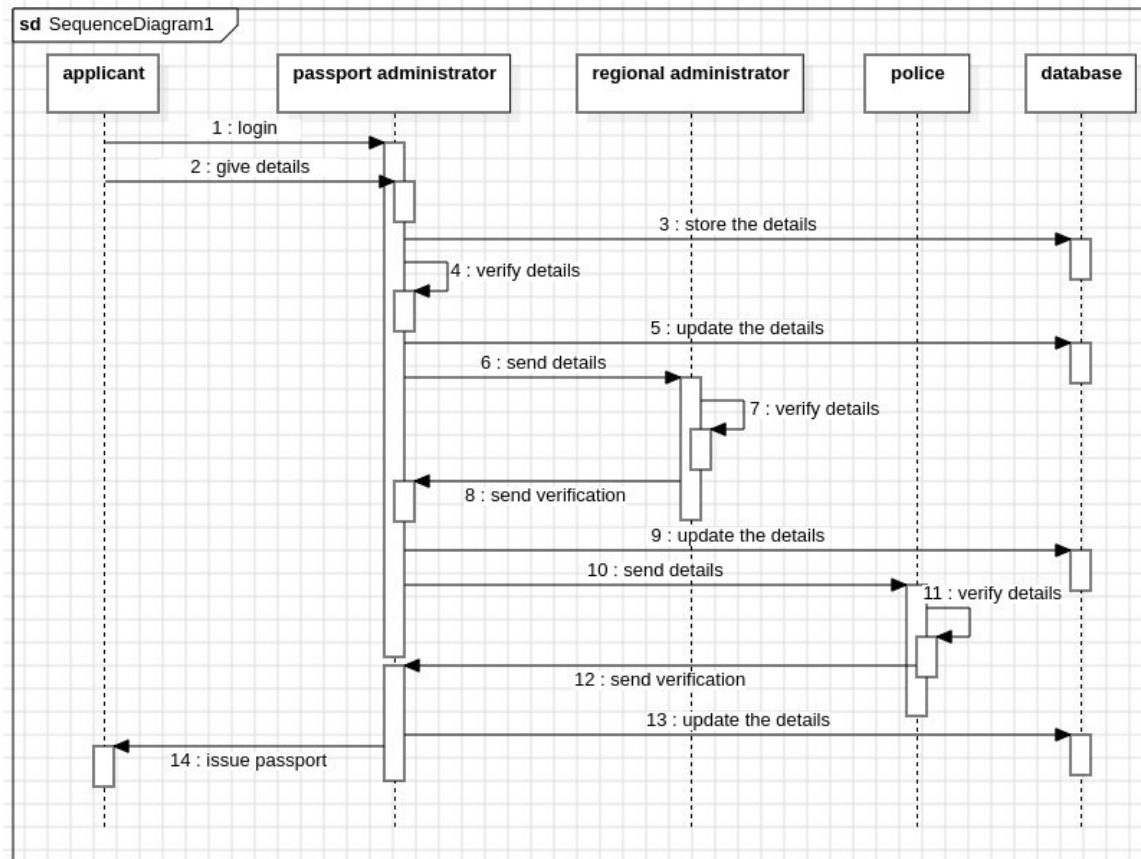 sd SequenceDiagram1
applicant
passport administrator
regional administrator
police
database
1 : login
2 : give details
3 : store the details
4 : verify details
5 : update the details
6 : send details
7 : verify details
8 : send verification
9 : update the details
10 : send details
11 : verify details
12 : send verification
13 : update the details
14 : issue passport